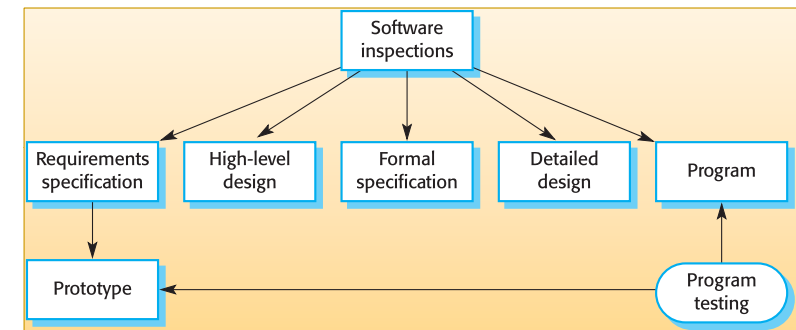 Software
inspections
Requirements
specification
High-level
design
Formal
specification
Detailed
design
Program
Prototype
Program
testing